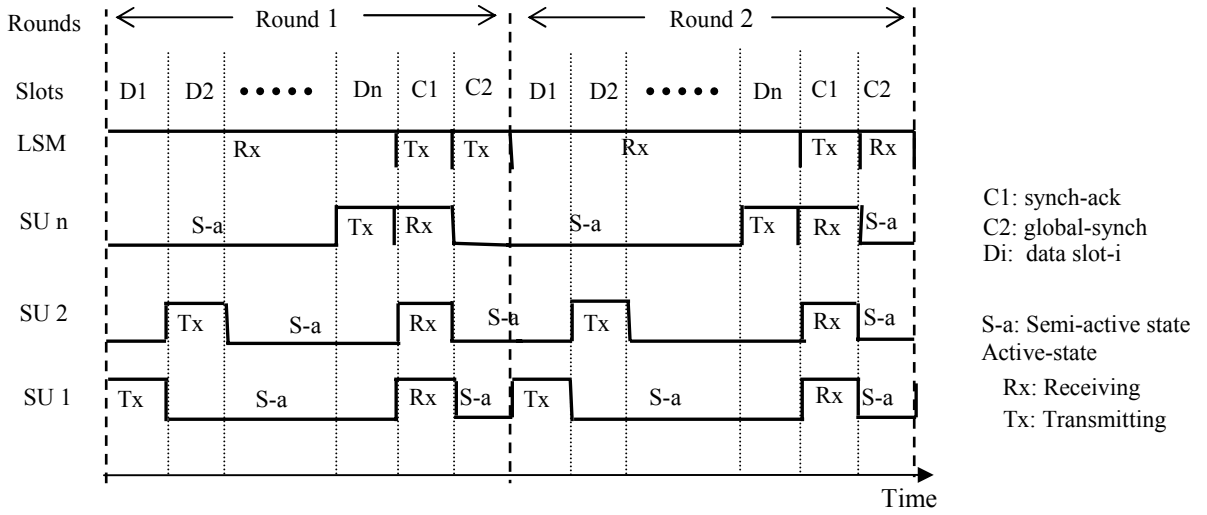 Rounds Round 1 Round 2
Slots D1 D2 ••••• Dn C1 C2 D1 D2 ••••• Dn C1 C2
LSM Rx Tx Tx Rx Tx Rx
SU n S-a Tx Rx S-a Tx Rx S-a
SU 2 Tx S-a Rx S-a Tx Rx S-a
SU 1 Tx S-a Rx S-a Tx S-a Rx S-a
Time
C1: synch-ack
C2: global-synch
Di: data slot-i
S-a: Semi-active state
Active-state
Rx: Receiving
Tx: Transmitting